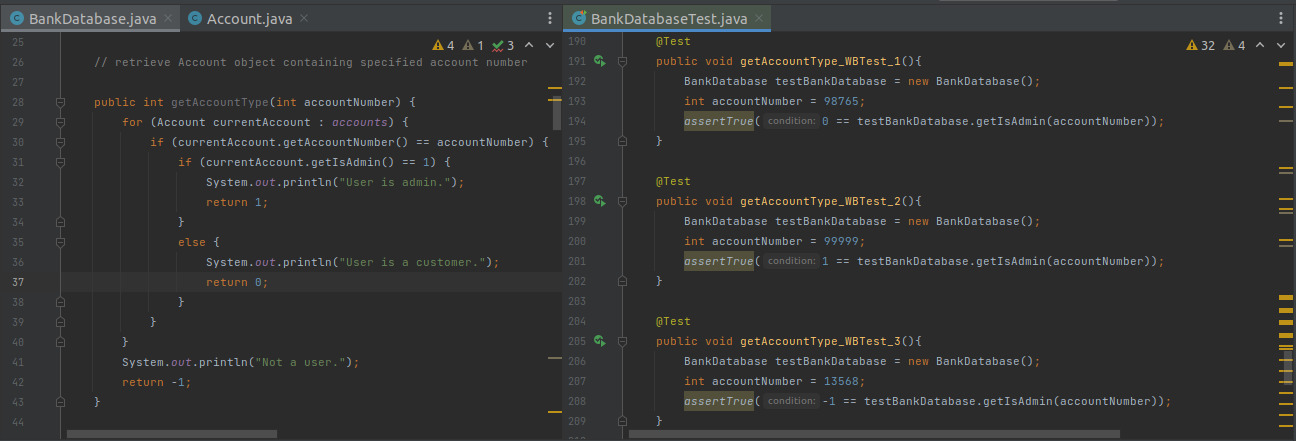 BankDatabase.java
Account.java
4 1 3
25
26 // retrieve Account object containing specified account number
27
28 public int getAccountType(int accountNumber) {
29 for (Account currentAccount : accounts) {
30 if (currentAccount.getAccountNumber() == accountNumber) {
31 if (currentAccount.getIsAdmin() == 1) {
32 System.out.println("User is admin.");
33 return 1;
34 }
35 else {
36 System.out.println("User is a customer.");
37 return 0;
38 }
39 }
40 }
41 System.out.println("Not a user.");
42 return -1;
43 }
44
BankDatabaseTest.java
32 4
190 @Test
191 public void getAccountType_WBTest_1(){
192 BankDatabase testBankDatabase = new BankDatabase();
193 int accountNumber = 98765;
194 assertTrue( condition: 0 == testBankDatabase.getIsAdmin(accountNumber));
195 }
196
197 @Test
198 public void getAccountType_WBTest_2(){
199 BankDatabase testBankDatabase = new BankDatabase();
200 int accountNumber = 99999;
201 assertTrue( condition: 1 == testBankDatabase.getIsAdmin(accountNumber));
202 }
203
204 @Test
205 public void getAccountType_WBTest_3(){
206 BankDatabase testBankDatabase = new BankDatabase();
207 int accountNumber = 13568;
208 assertTrue( condition: -1 == testBankDatabase.getIsAdmin(accountNumber));
209 }